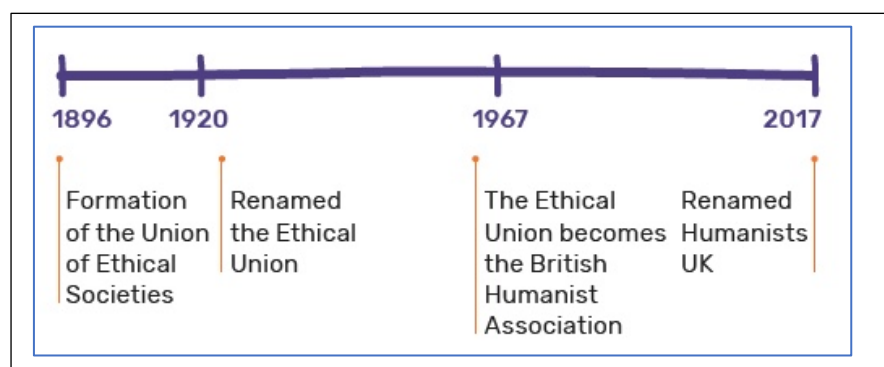 1896 1920 1967 2017
Formation
of the Union
of Ethical
Societies
Renamed
the Ethical
Union
The Ethical
Union becomes
the British
Humanist
Association
Renamed
Humanists
UK